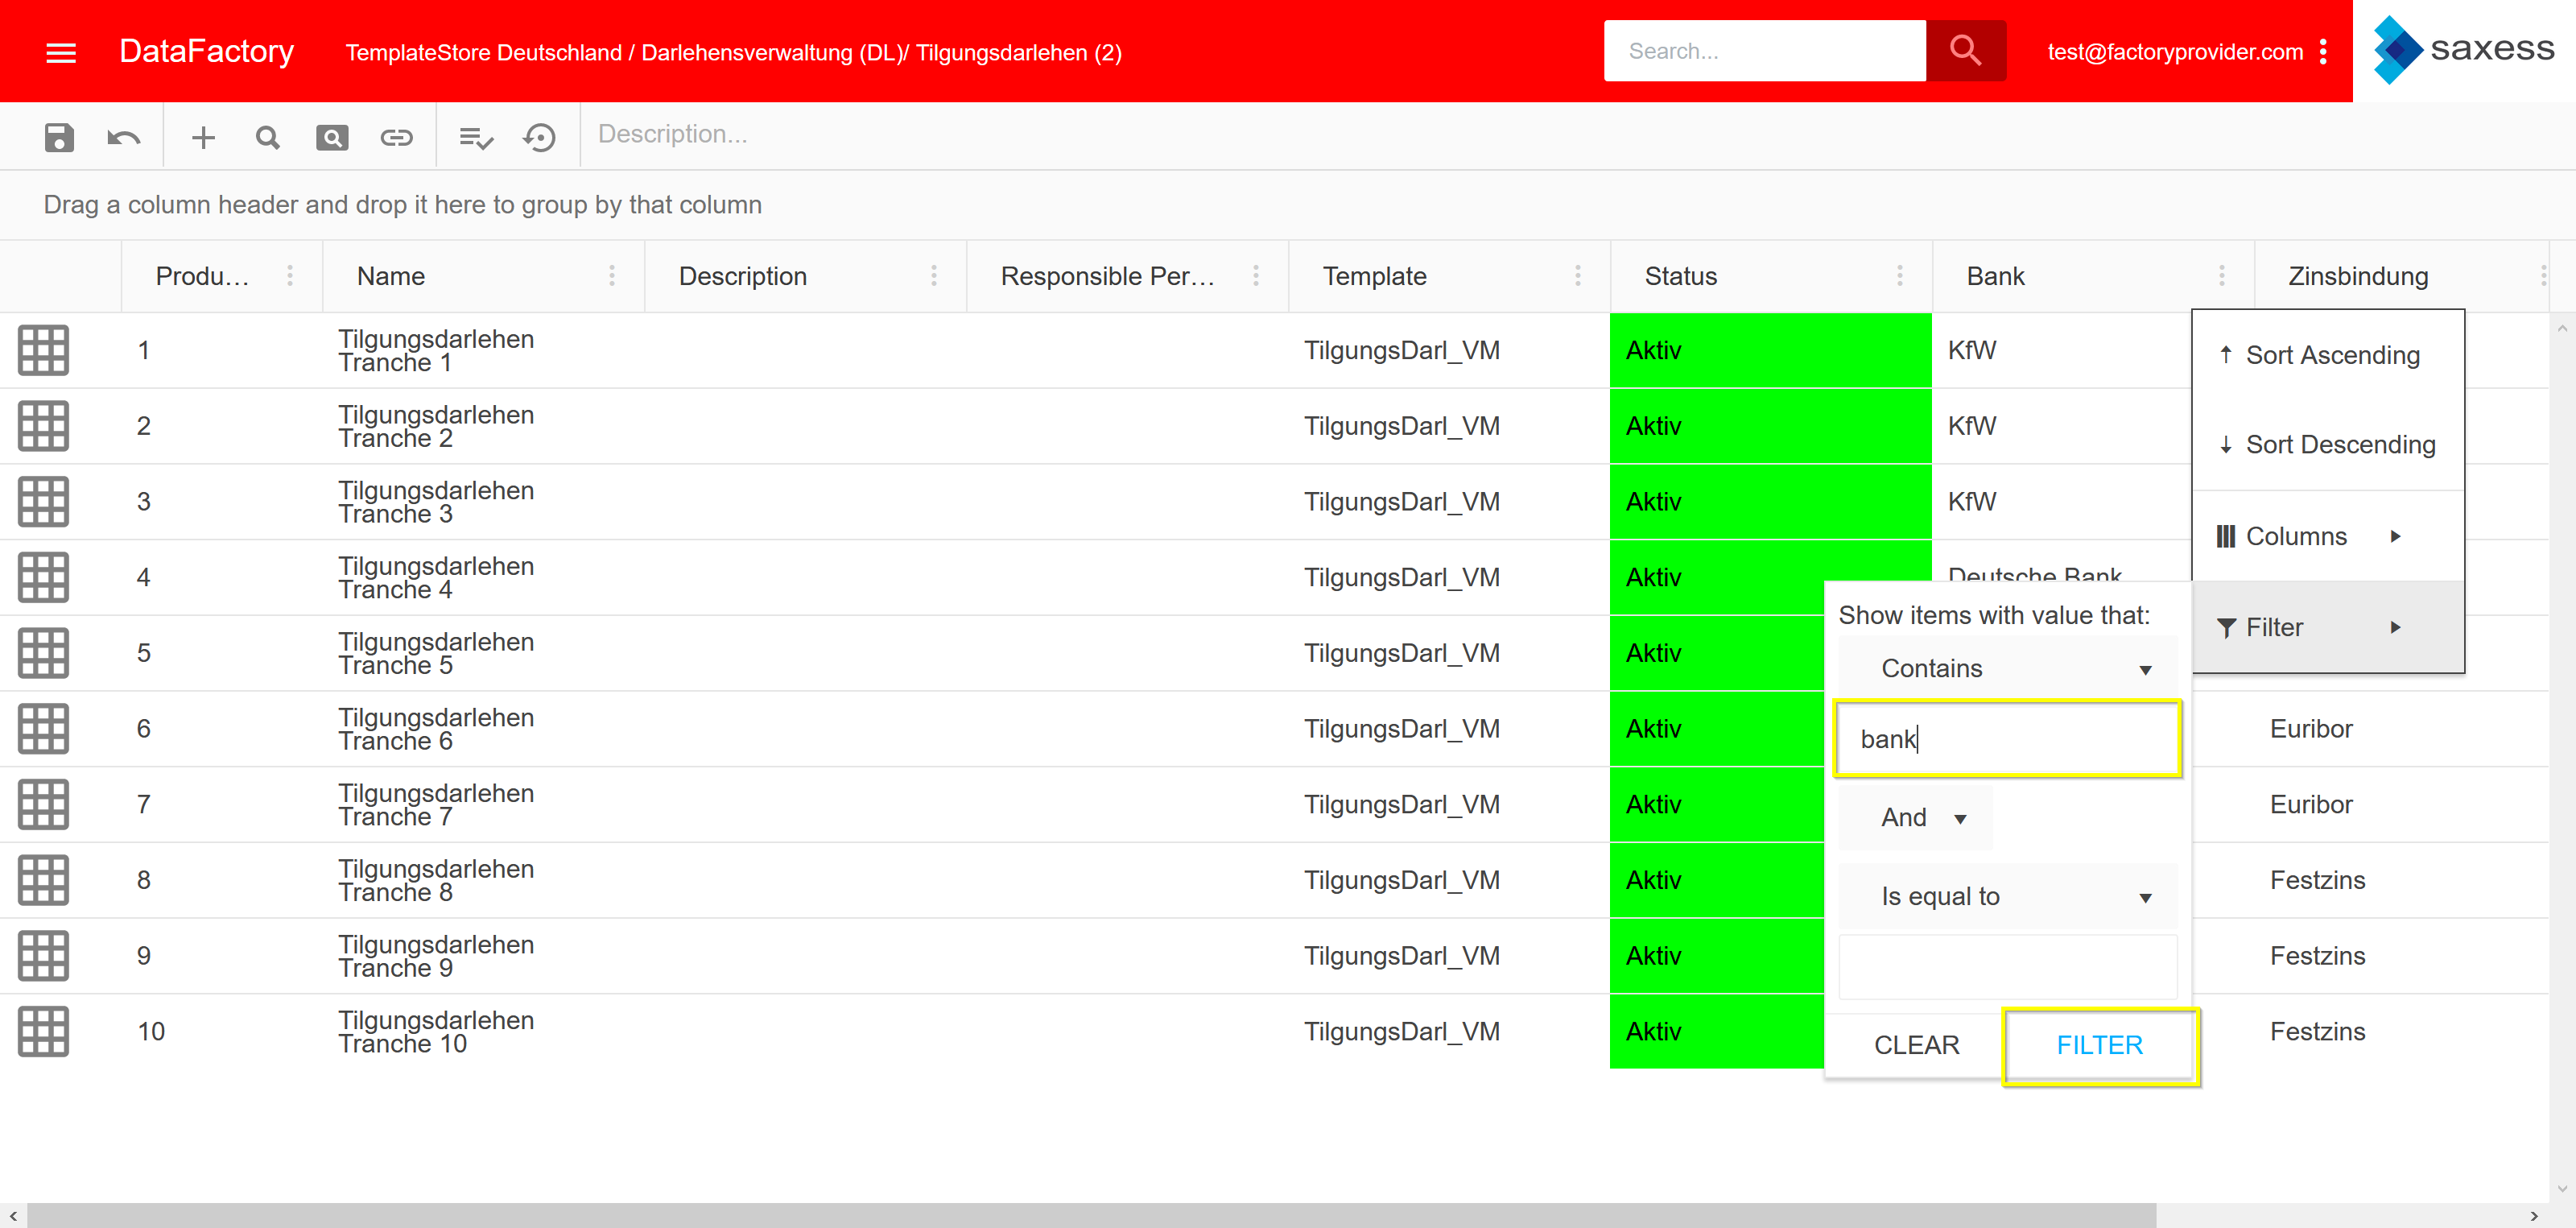 DataFactory
TemplateStore Deutschland / Darlehensverwaltung (DL)/ Tilgungsdarlehen (2)
Search...
test@factoryprovider.com
saxess
Description...
Drag a column header and drop it here to group by that column
Produ... Name Description Responsible Per... Template Status Bank Zinsbindung
1 Tilgungsdarlehen TilgungsDarl_VM Aktiv KfW
Tranche 1
2 Tilgungsdarlehen TilgungsDarl_VM Aktiv KfW
Tranche 2
3 Tilgungsdarlehen TilgungsDarl_VM Aktiv KfW
Tranche 3
4 Tilgungsdarlehen TilgungsDarl_VM Aktiv Deutsche Bank
Tranche 4
5 Tilgungsdarlehen TilgungsDarl_VM Aktiv
Tranche 5
6 Tilgungsdarlehen TilgungsDarl_VM Aktiv Euribor
Tranche 6
7 Tilgungsdarlehen TilgungsDarl_VM Aktiv Euribor
Tranche 7
8 Tilgungsdarlehen TilgungsDarl_VM Aktiv Festzins
Tranche 8
9 Tilgungsdarlehen TilgungsDarl_VM Aktiv Festzins
Tranche 9
10 Tilgungsdarlehen TilgungsDarl_VM Aktiv Festzins
Tranche 10
Sort Ascending
Sort Descending
Columns
Filter
Show items with value that:
Contains
bank
And
Is equal to
CLEAR FILTER